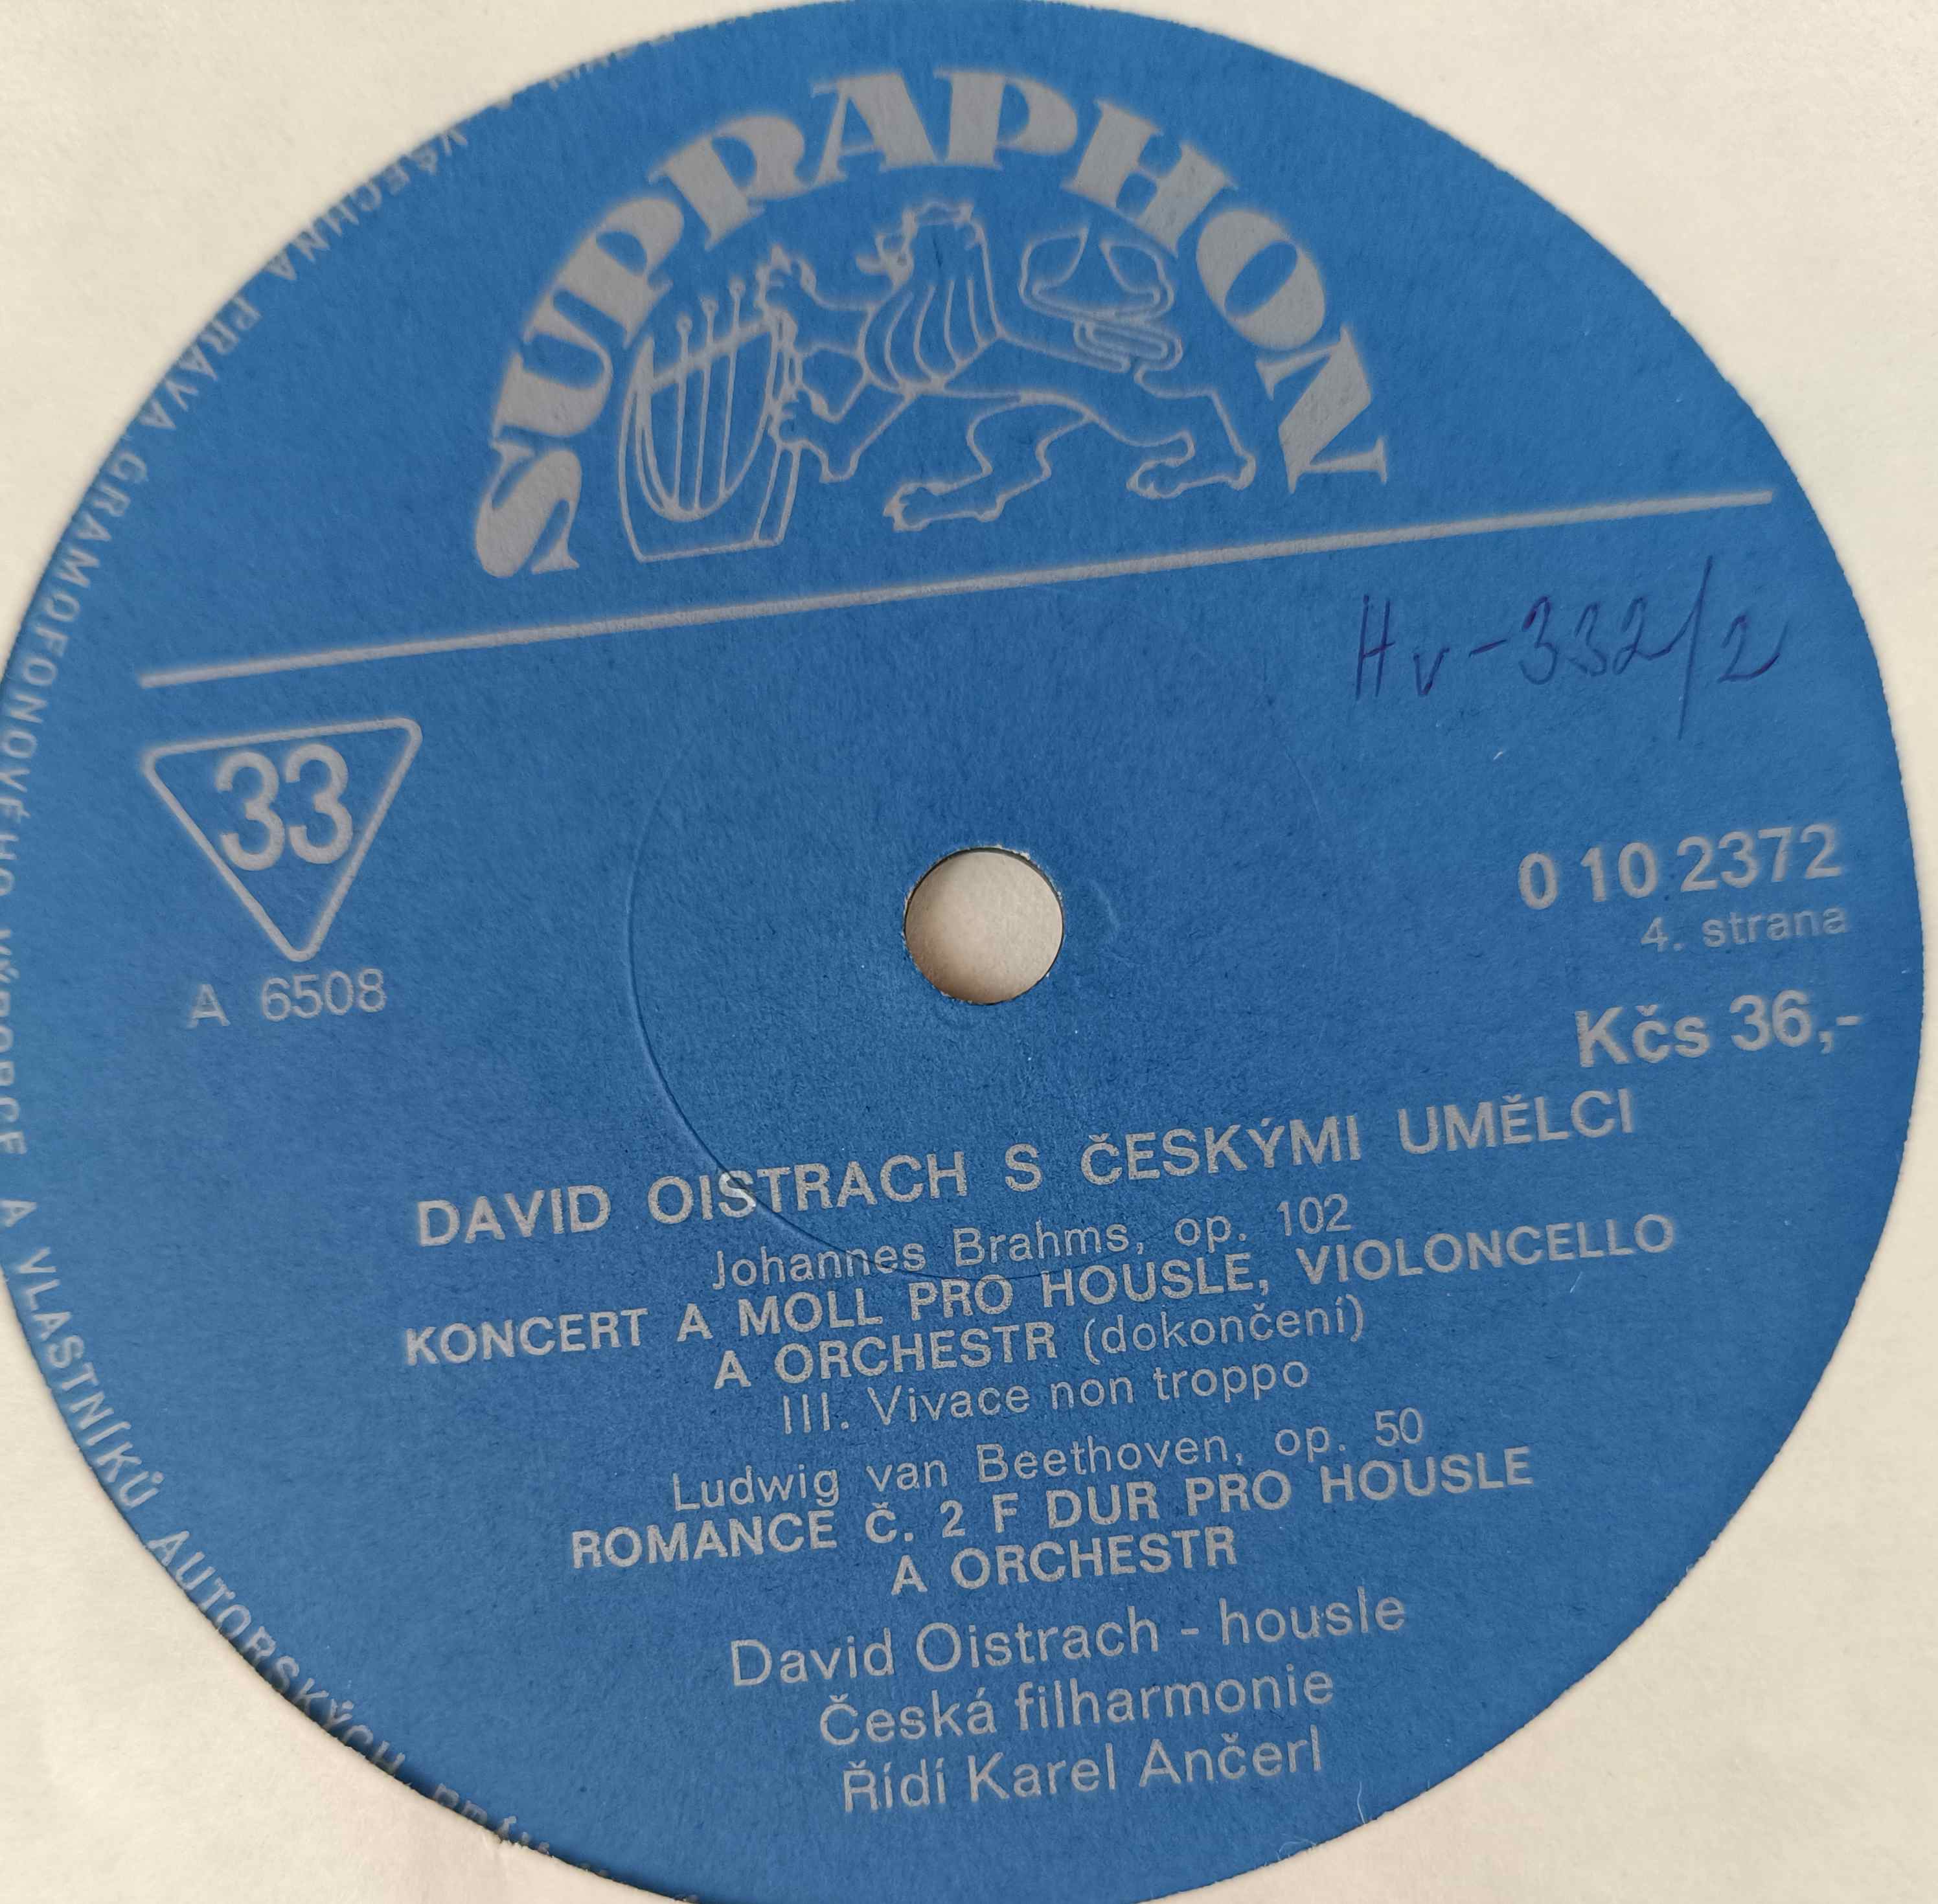 SUPRAPHON
Hv-332/2
33
A 6508
0 10 2372
4. strana
Kčs 36,-
DAVID OISTRACH S ČESKÝMI UMĚLCI
Johannes Brahms, op. 102
KONCERT A MOLL PRO HOUSLE, VIOLONCELLO
A ORCHESTR (dokončení)
III. Vivace non troppo
Ludwig van Beethoven, op. 50
ROMANCE Č. 2 F DUR PRO HOUSLE
A ORCHESTR
David Oistrach - housle
Česká filharmonie
Řídí Karel Ančerl
VŠECHNA PRÁVA GRAMOFONOVÉHO VÝROBCE A VLASTNÍKŮ AUTORSKÝCH